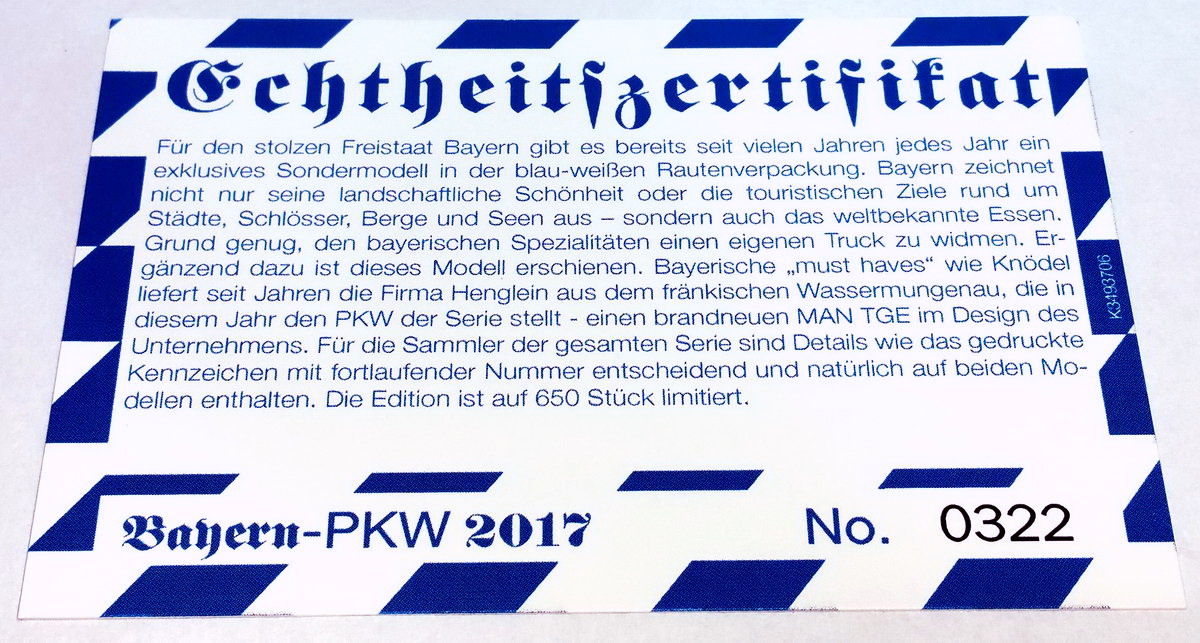 Echtheitszertifikat
Für den stolzen Freistaat Bayern gibt es bereits seit vielen Jahren jedes Jahr ein
exklusives Sondermodell in der blau-weißen Rautenverpackung. Bayern zeichnet
nicht nur seine landschaftliche Schönheit oder die touristischen Ziele rund um
Städte, Schlösser, Berge und Seen aus – sondern auch das weltbekannte Essen.
Grund genug, den bayerischen Spezialitäten einen eigenen Truck zu widmen. Er-
gänzend dazu ist dieses Modell erschienen. Bayerische „must haves“ wie Knödel
liefert seit Jahren die Firma Henglein aus dem fränkischen Wassermungenau, die in
diesem Jahr den PKW der Serie stellt - einen brandneuen MAN TGE im Design des
Unternehmens. Für die Sammler der gesamten Serie sind Details wie das gedruckte
Kennzeichen mit fortlaufender Nummer entscheidend und natürlich auf beiden Mo-
dellen enthalten. Die Edition ist auf 650 Stück limitiert.
K3493706
Bayern-PKW 2017 No. 0322